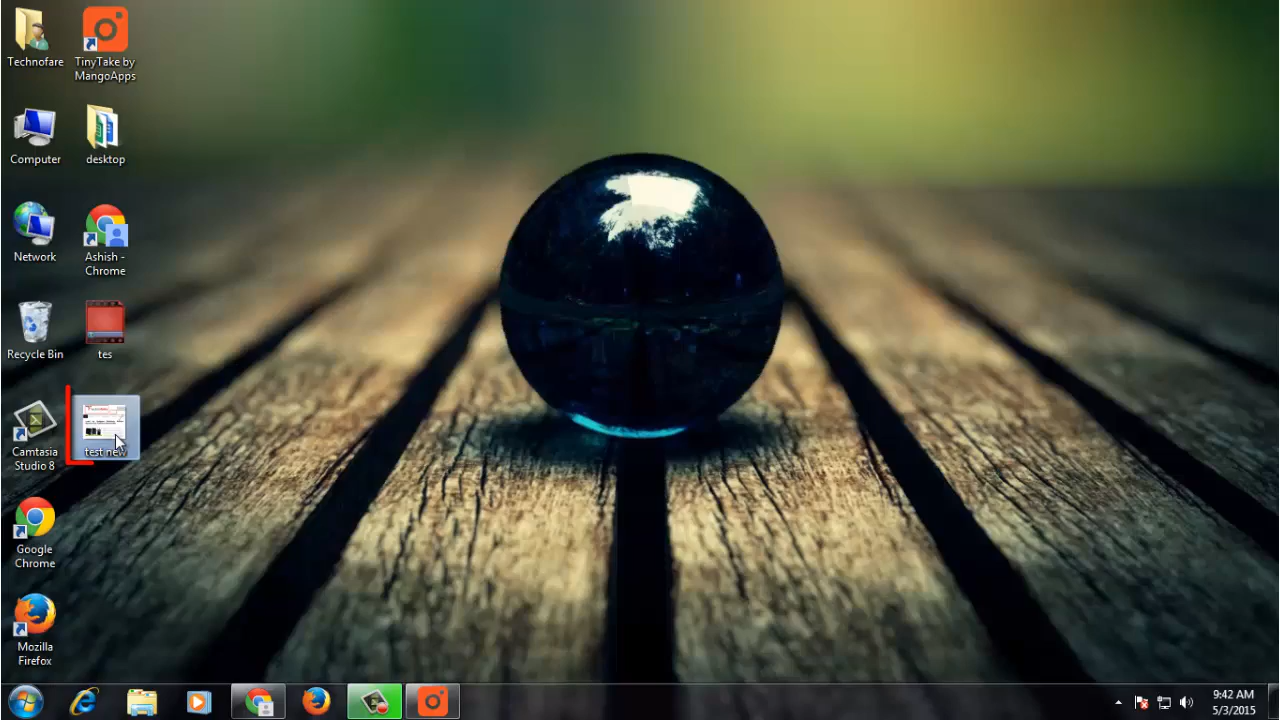 Technofare
TinyTake by
MangoApps
Computer
desktop
Network
Ashish -
Chrome
Recycle Bin
tes
Camtasia
Studio 8
test new
Google
Chrome
Mozilla
Firefox
9:42 AM
5/3/2015